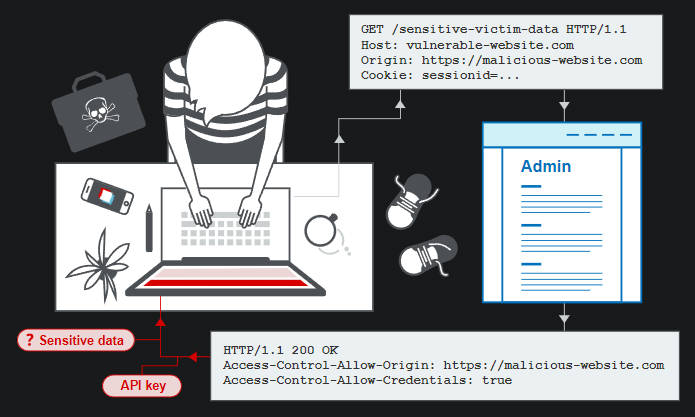 GET /sensitive-victim-data HTTP/1.1
Host: vulnerable-website.com
Origin: https://malicious-website.com
Cookie: sessionid=...
Admin
? Sensitive data
API key
HTTP/1.1 200 OK
Access-Control-Allow-Origin: https://malicious-website.com
Access-Control-Allow-Credentials: true